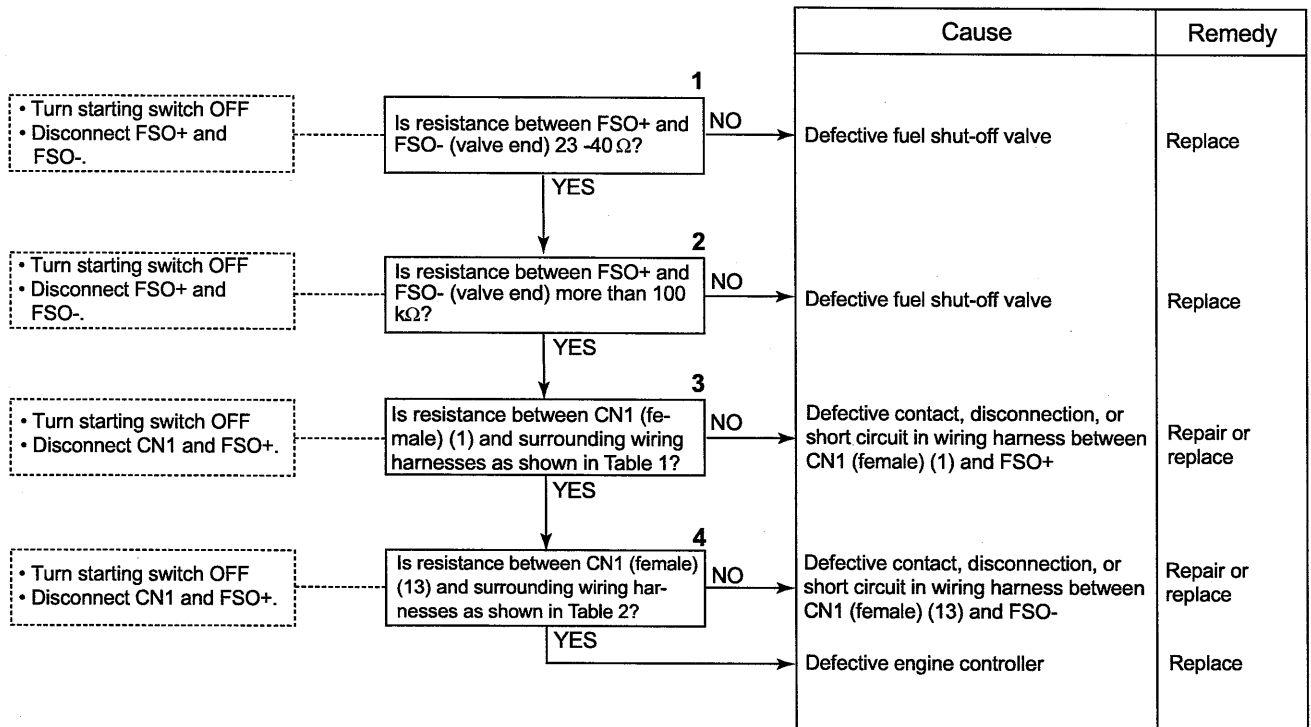 Cause
Remedy
1
• Turn starting switch OFF
• Disconnect FSO+ and
FSO-.
Is resistance between FSO+ and
FSO- (valve end) 23 -40 Ω?
NO
Defective fuel shut-off valve
Replace
YES
2
• Turn starting switch OFF
• Disconnect FSO+ and
FSO-.
Is resistance between FSO+ and
FSO- (valve end) more than 100
kΩ?
NO
Defective fuel shut-off valve
Replace
YES
3
• Turn starting switch OFF
• Disconnect CN1 and FSO+.
Is resistance between CN1 (fe-
male) (1) and surrounding wiring
harnesses as shown in Table 1?
NO
Defective contact, disconnection, or
short circuit in wiring harness between
CN1 (female) (1) and FSO+
Repair or
replace
YES
4
• Turn starting switch OFF
• Disconnect CN1 and FSO+.
Is resistance between CN1 (female)
(13) and surrounding wiring har-
nesses as shown in Table 2?
NO
Defective contact, disconnection, or
short circuit in wiring harness between
CN1 (female) (13) and FSO-
Repair or
replace
YES
Defective engine controller
Replace